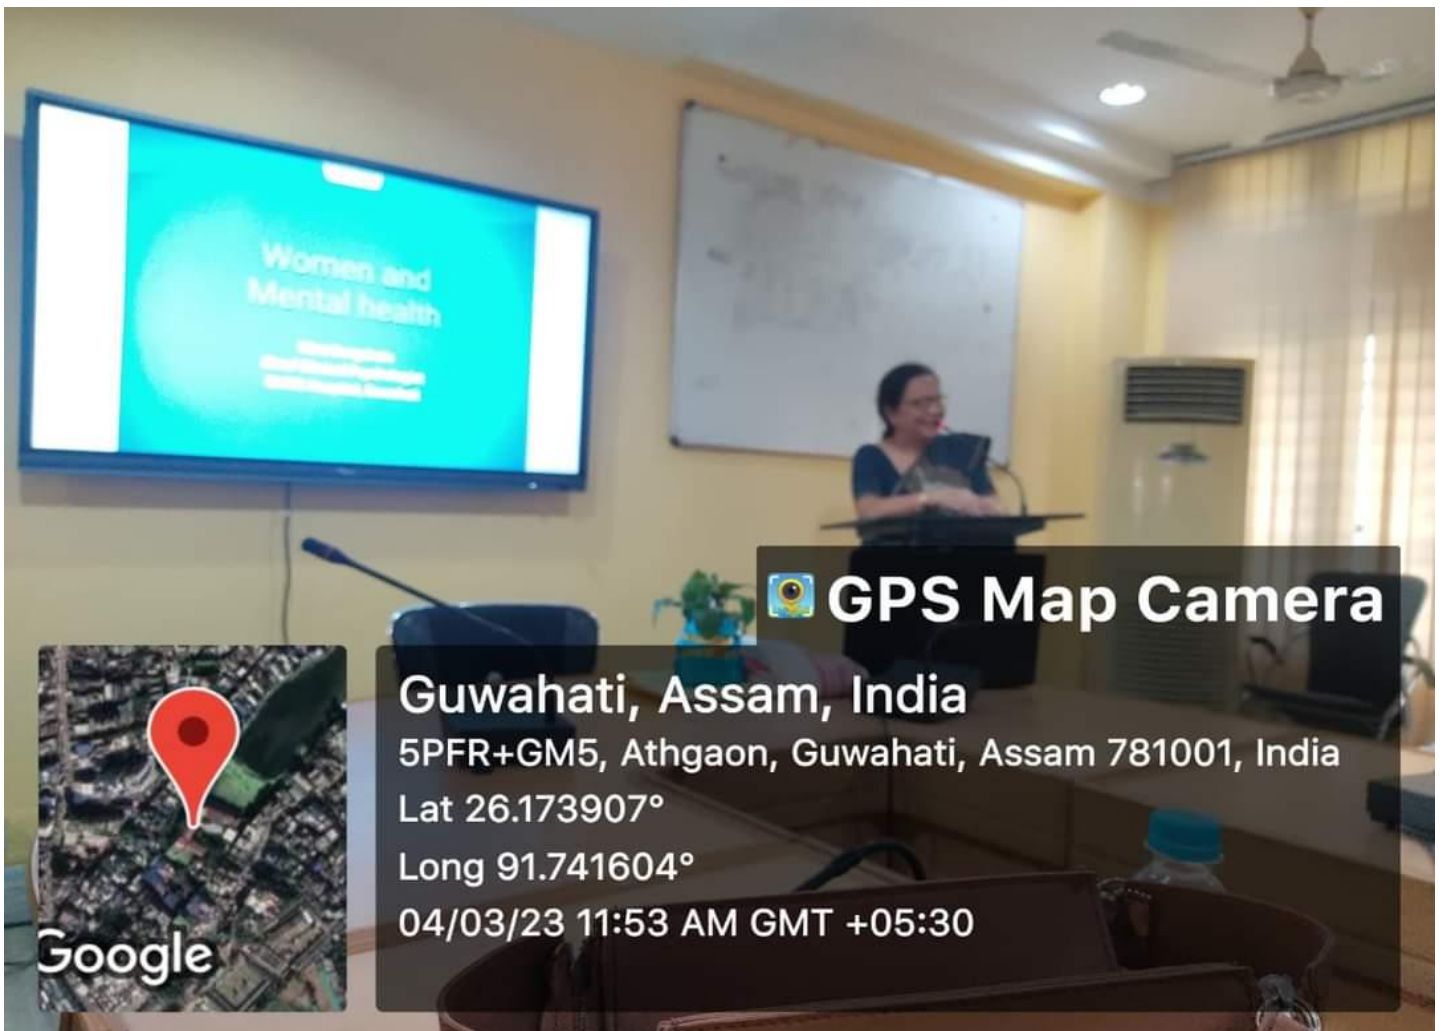 Women and
Mental health
GPS Map Camera
Guwahati, Assam, India
5PFR+GM5, Athgaon, Guwahati, Assam 781001, India
Lat 26.173907°
Long 91.741604°
04/03/23 11:53 AM GMT +05:30
Google